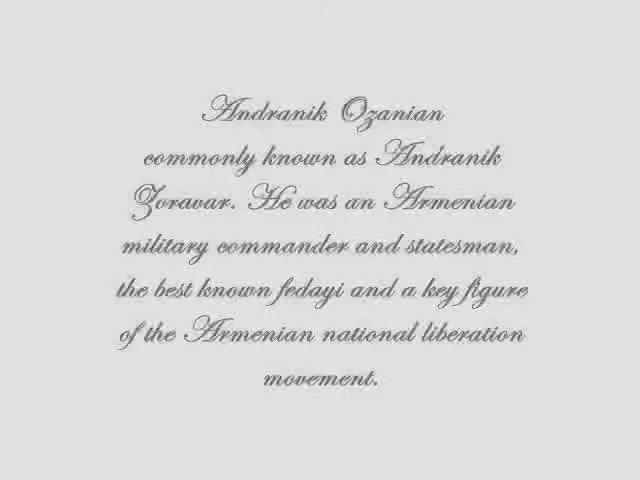 Andranik Ozanian
commonly known as Andranik
Zoravar. He was an Armenian
military commander and statesman,
the best known fedayi and a key figure
of the Armenian national liberation
movement.